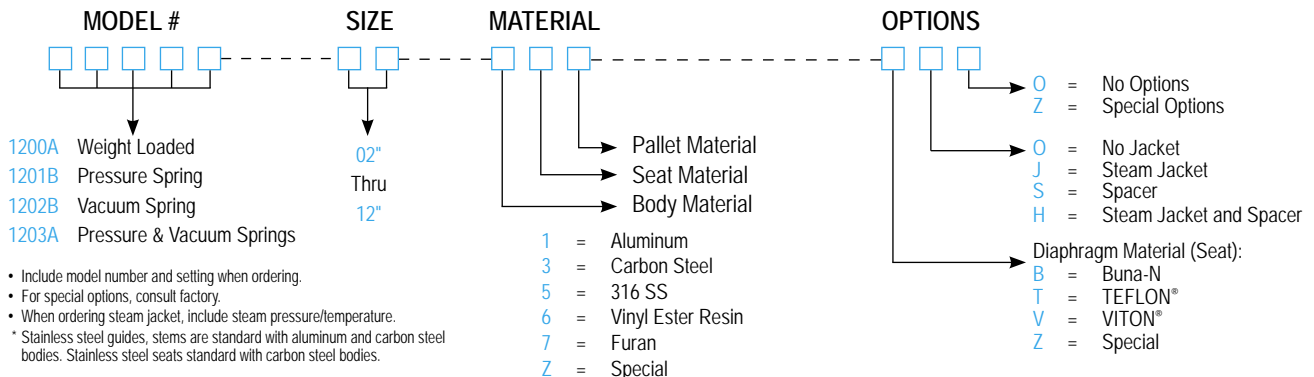 MODEL # SIZE MATERIAL OPTIONS
O = No Options
Z = Special Options
1200A Weight Loaded
1201B Pressure Spring
1202B Vacuum Spring
1203A Pressure & Vacuum Springs
02"
Thru
12"
Pallet Material
Seat Material
Body Material
O = No Jacket
J = Steam Jacket
S = Spacer
H = Steam Jacket and Spacer
1 = Aluminum
3 = Carbon Steel
5 = 316 SS
6 = Vinyl Ester Resin
7 = Furan
Z = Special
Diaphragm Material (Seat):
B = Buna-N
T = TEFLON®
V = VITON®
Z = Special
• Include model number and setting when ordering.
• For special options, consult factory.
• When ordering steam jacket, include steam pressure/temperature.
* Stainless steel guides, stems are standard with aluminum and carbon steel
bodies. Stainless steel seats standard with carbon steel bodies.